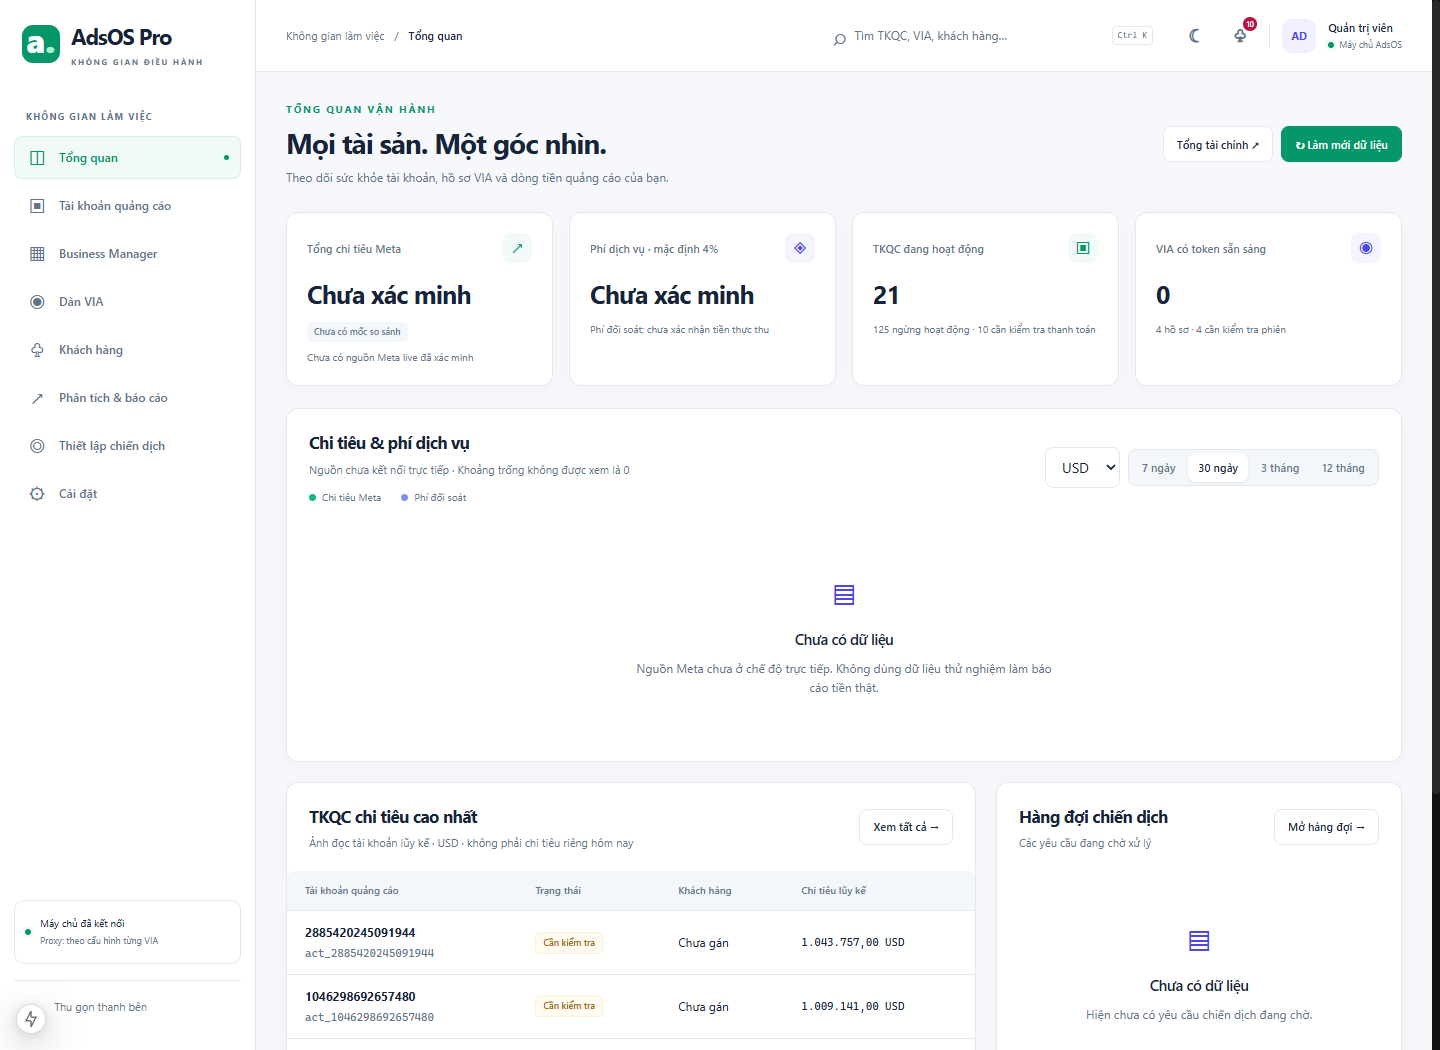 a.
AdsOS Pro
KHÔNG GIAN ĐIỀU HÀNH
KHÔNG GIAN LÀM VIỆC
Tổng quan
Tài khoản quảng cáo
Business Manager
Dàn VIA
Khách hàng
Phân tích & báo cáo
Thiết lập chiến dịch
Cài đặt
Máy chủ đã kết nối
Proxy: theo cấu hình từng VIA
Thu gọn thanh bên
Không gian làm việc / Tổng quan
Tìm TKQC, VIA, khách hàng...
Ctrl K
10
AD
Quản trị viên
Máy chủ AdsOS
TỔNG QUAN VẬN HÀNH
Mọi tài sản. Một góc nhìn.
Theo dõi sức khỏe tài khoản, hồ sơ VIA và dòng tiền quảng cáo của bạn.
Tổng tài chính ↗
↻ Làm mới dữ liệu
Tổng chi tiêu Meta
Chưa xác minh
Chưa có mốc so sánh
Chưa có nguồn Meta live đã xác minh
Phí dịch vụ · mặc định 4%
Chưa xác minh
Phí đối soát; chưa xác nhận tiền thực thu
TKQC đang hoạt động
21
125 ngừng hoạt động · 10 cần kiểm tra thanh toán
VIA có token sẵn sàng
0
4 hồ sơ · 4 cần kiểm tra phiên
Chi tiêu & phí dịch vụ
Nguồn chưa kết nối trực tiếp · Khoảng trống không được xem là 0
Chi tiêu Meta
Phí đối soát
USD
7 ngày
30 ngày
3 tháng
12 tháng
Chưa có dữ liệu
Nguồn Meta chưa ở chế độ trực tiếp. Không dùng dữ liệu thử nghiệm làm báo
cáo tiền thật.
TKQC chi tiêu cao nhất
Ảnh đọc tài khoản lũy kế · USD · không phải chi tiêu riêng hôm nay
Xem tất cả →
Tài khoản quảng cáo
Trạng thái
Khách hàng
Chi tiêu lũy kế
2885420245091944
act_2885420245091944
Cần kiểm tra
Chưa gán
1.043.757,00 USD
1046298692657480
act_1046298692657480
Cần kiểm tra
Chưa gán
1.009.141,00 USD
Hàng đợi chiến dịch
Các yêu cầu đang chờ xử lý
Mở hàng đợi →
Chưa có dữ liệu
Hiện chưa có yêu cầu chiến dịch đang chờ.